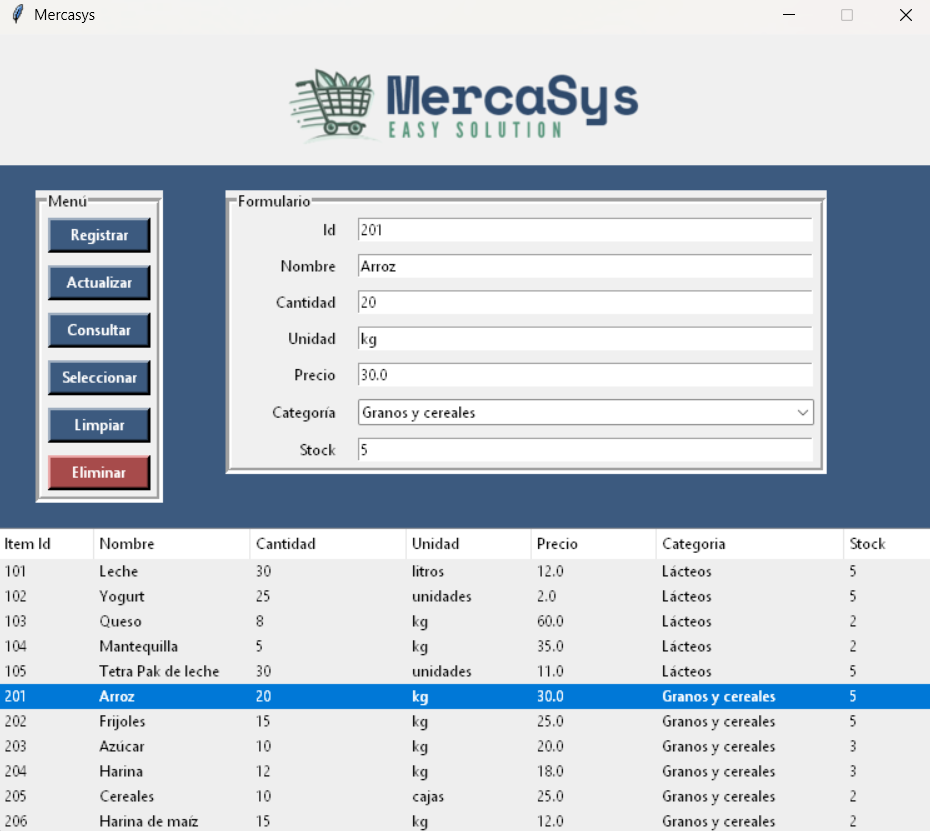 Mercasys
MercaSys
EASY SOLUTION
Menú
Registrar
Actualizar
Consultar
Seleccionar
Limpiar
Eliminar
Formulario
Id 201
Nombre Arroz
Cantidad 20
Unidad kg
Precio 30.0
Categoría Granos y cereales
Stock 5
Item Id Nombre Cantidad Unidad Precio Categoria Stock
101 Leche 30 litros 12.0 Lácteos 5
102 Yogurt 25 unidades 2.0 Lácteos 5
103 Queso 8 kg 60.0 Lácteos 2
104 Mantequilla 5 kg 35.0 Lácteos 2
105 Tetra Pak de leche 30 unidades 11.0 Lácteos 5
201 Arroz 20 kg 30.0 Granos y cereales 5
202 Frijoles 15 kg 25.0 Granos y cereales 5
203 Azúcar 10 kg 20.0 Granos y cereales 3
204 Harina 12 kg 18.0 Granos y cereales 3
205 Cereales 10 cajas 25.0 Granos y cereales 2
206 Harina de maíz 15 kg 12.0 Granos y cereales 2